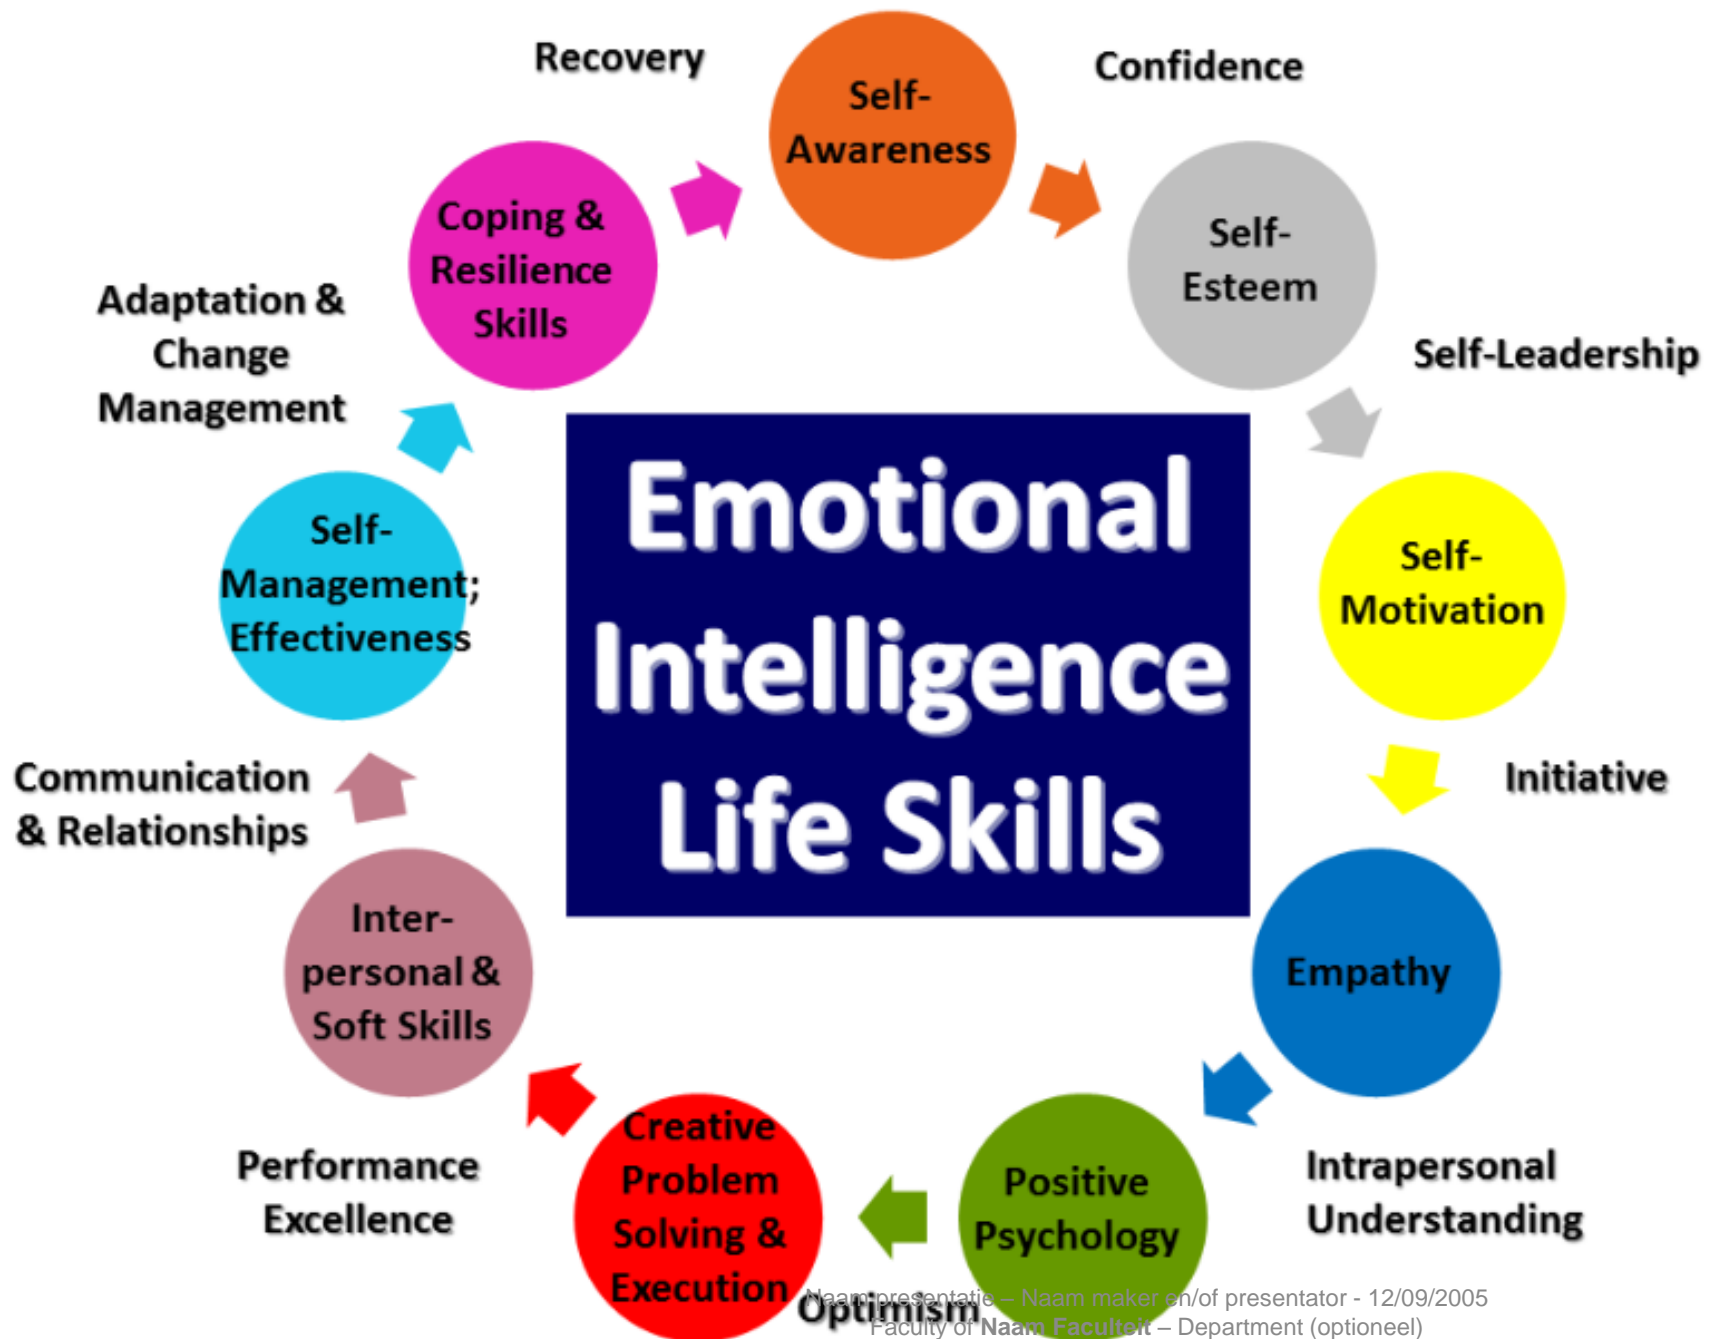 Recovery
Confidence
Self-
Awareness
Self-
Esteem
Self-Leadership
Self-
Motivation
Initiative
Empathy
Intrapersonal
Understanding
Positive
Psychology
Optimism
Creative
Problem
Solving &
Execution
Performance
Excellence
Inter-
personal &
Soft Skills
Communication
& Relationships
Self-
Management;
Effectiveness
Adaptation &
Change
Management
Coping &
Resilience
Skills
Emotional
Intelligence
Life Skills
Naam presentatie – Naam maker en/of presentator - 12/09/2005
Faculty of Naam Faculteit – Department (optioneel)